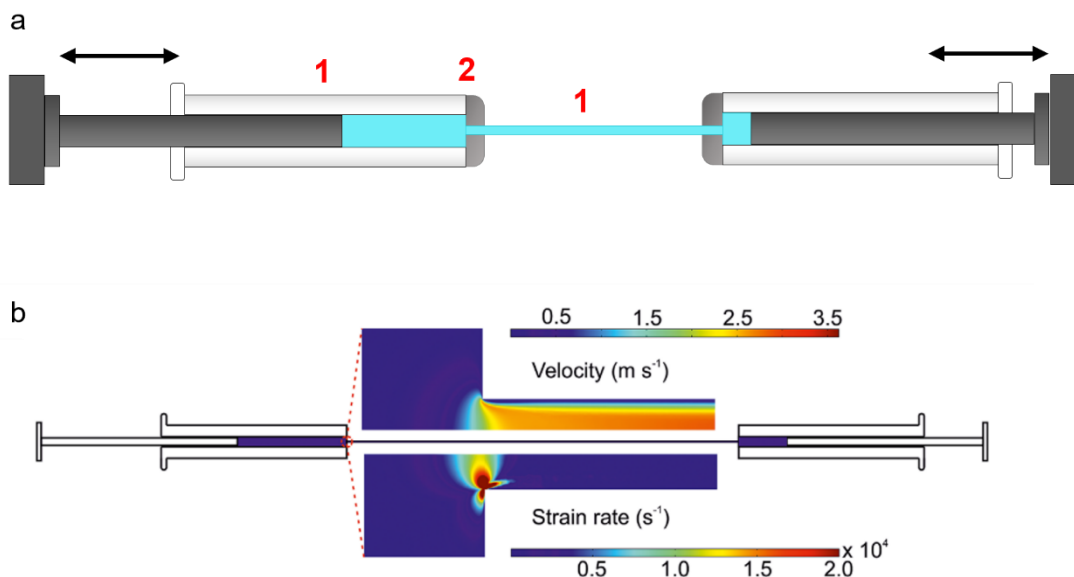 a
1 2 1
b
0.5 1.5 2.5 3.5
Velocity (m s⁻¹)
Strain rate (s⁻¹)
x 10⁴
0.5 1.0 1.5 2.0